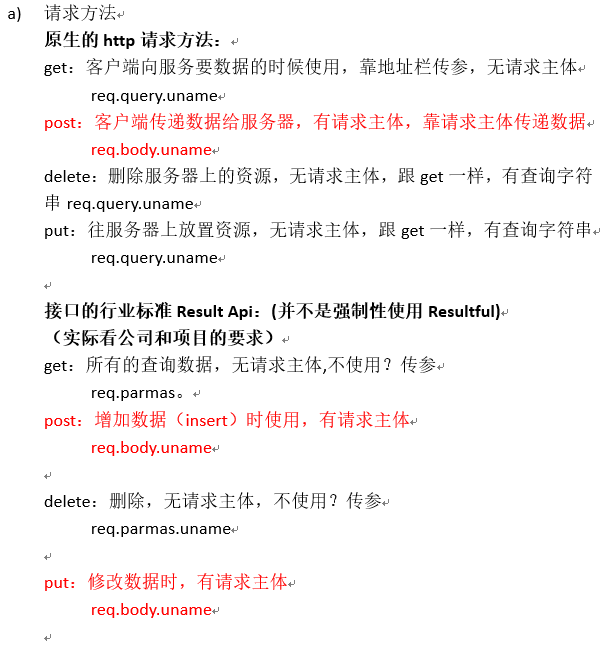 a) 请求方法
原生的 http 请求方法：
get：客户端向服务要数据的时候使用，靠地址栏传参，无请求主体
req.query.uname
post：客户端传递数据给服务器，有请求主体，靠请求主体传递数据
req.body.uname
delete：删除服务器上的资源，无请求主体，跟 get 一样，有查询字符
串 req.query.uname
put：往服务器上放置资源，无请求主体，跟 get 一样，有查询字符串
req.query.uname
接口的行业标准 Result Api：(并不是强制性使用 Resultful)
（实际看公司和项目的要求）
get：所有的查询数据，无请求主体,不使用？传参
req.parmas。
post：增加数据（insert）时使用，有请求主体
req.body.uname
delete：删除，无请求主体，不使用？传参
req.parmas.uname
put：修改数据时，有请求主体
req.body.uname